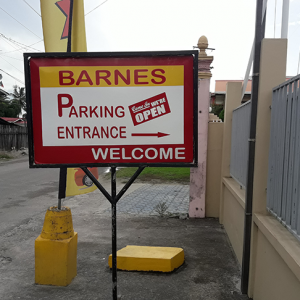 BARNES
PARKING
Come In
WE'RE
OPEN
ENTRANCE
WELCOME